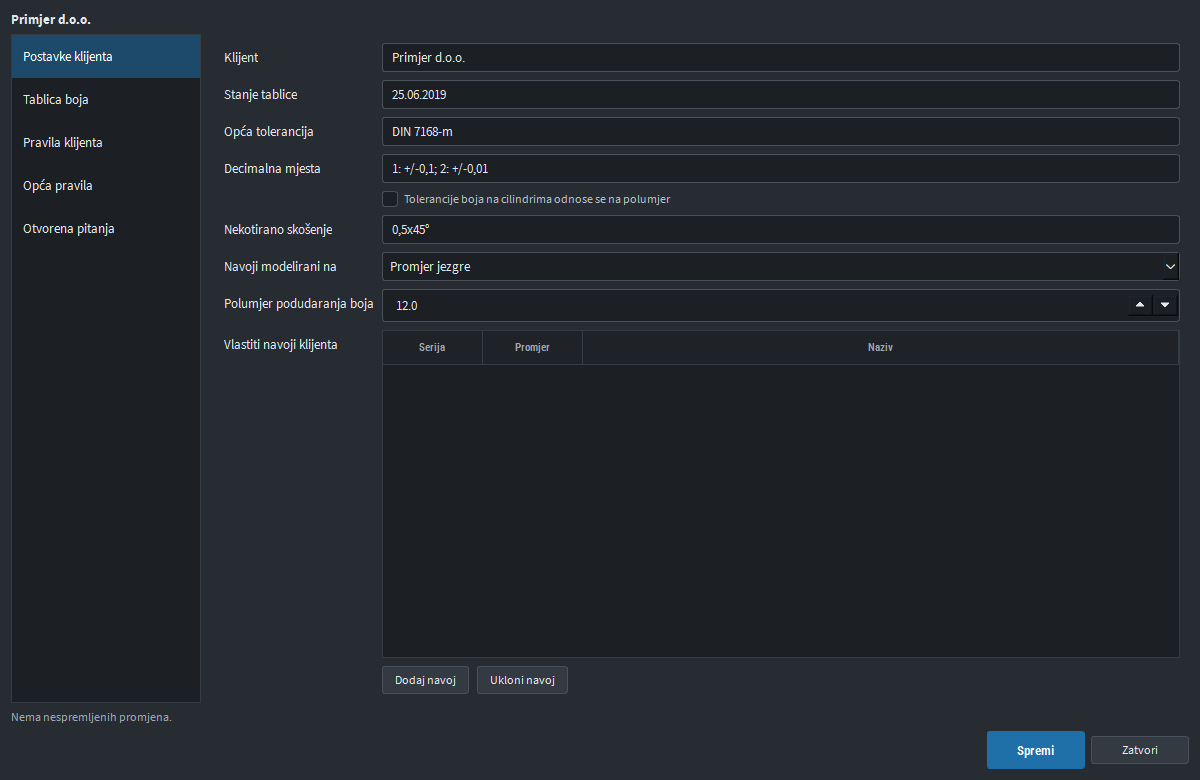 Primjer d.o.o.
Postavke klijenta
Tablica boja
Pravila klijenta
Opća pravila
Otvorena pitanja
Klijent
Primjer d.o.o.
Stanje tablice
25.06.2019
Opća tolerancija
DIN 7168-m
Decimalna mjesta
1: +/-0,1; 2: +/-0,01
Tolerancije boja na cilindrima odnose se na polumjer
Nekotirano skošenje
0,5x45°
Navoji modelirani na
Promjer jezgre
Polumjer podudaranja boja
12.0
Vlastiti navoji klijenta
Serija Promjer Naziv
Dodaj navoj Ukloni navoj
Nema nespremljenih promjena.
Spremi Zatvori